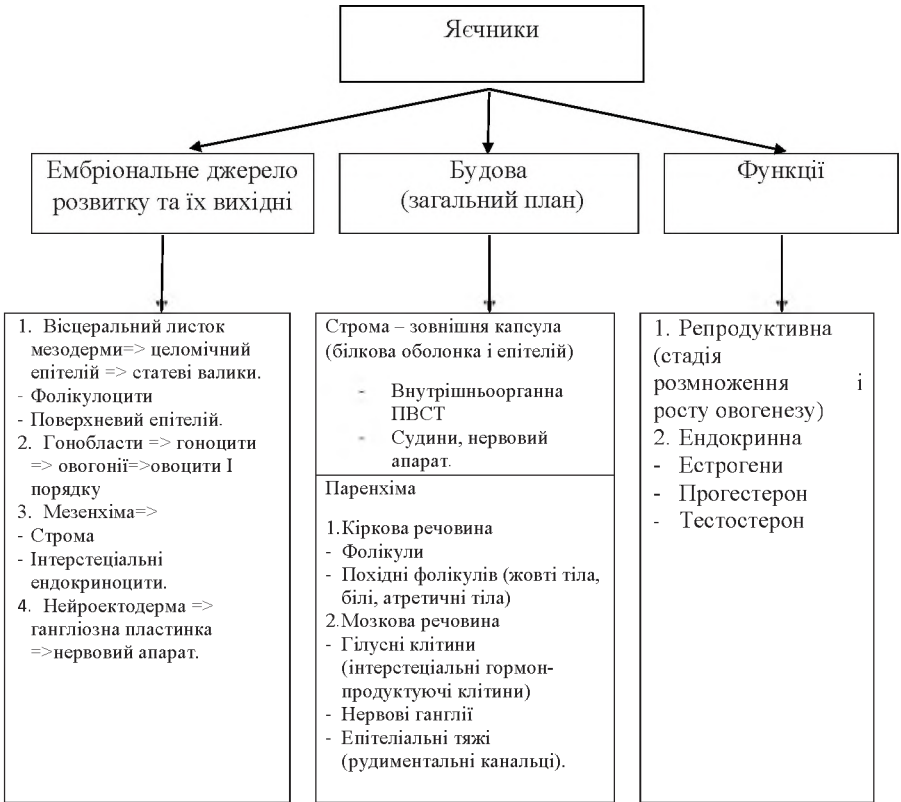 Яєчники
Ембріональне джерело
розвитку та їх вихідні
Будова
(загальний план)
Функції
1. Вісцеральний листок
мезодерми=> целомічний
епітелій => статеві валики.
- Фолікулоцити
- Поверхневий епітелій.
2. Гонобласти => гоноцити
=> овогонії=>овоцити I
порядку
3. Мезенхіма=>
- Строма
- Інтерстеціальні
ендокриноцити.
4. Нейроектодерма =>
гангліозна пластинка
=>нервовий апарат.
Строма – зовнішня капсула
(білкова оболонка і епітелій)
- Внутрішньоорганна
ПВСТ
- Судини, нервовий
апарат.
Паренхіма
1.Кіркова речовина
- Фолікули
- Похідні фолікулів (жовті тіла,
білі, атретичні тіла)
2.Мозкова речовина
- Гілусні клітини
(інтерстеціальні гормон-
продуктуючі клітини)
- Нервові ганглії
- Епітеліальні тяжі
(рудиментальні канальці).
1. Репродуктивна
(стадія
розмноження і
росту овогенезу)
2. Ендокринна
- Естрогени
- Прогестерон
- Тестостерон